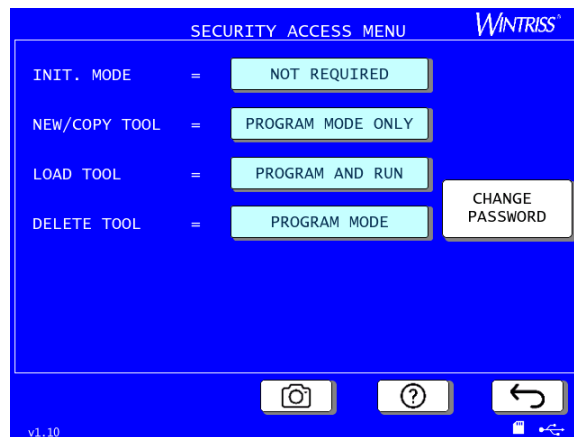 SECURITY ACCESS MENU
WINTRISS
INIT. MODE = NOT REQUIRED
NEW/COPY TOOL = PROGRAM MODE ONLY
LOAD TOOL = PROGRAM AND RUN
DELETE TOOL = PROGRAM MODE
CHANGE
PASSWORD
?
v1.10